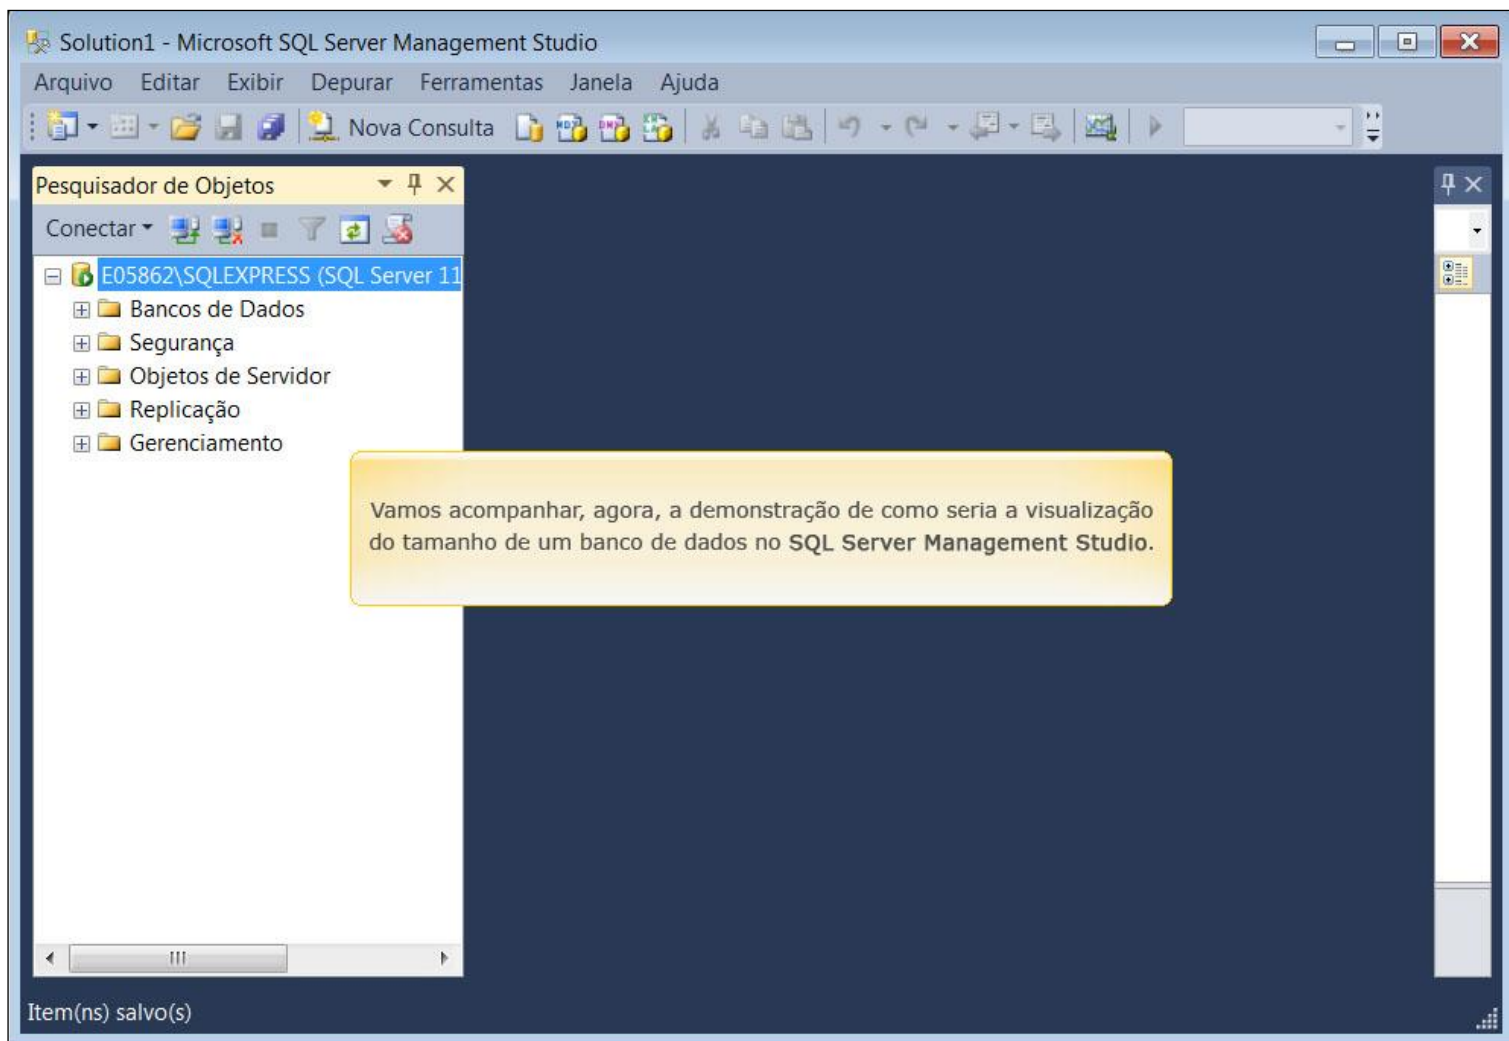 Solution1 - Microsoft SQL Server Management Studio
Arquivo Editar Exibir Depurar Ferramentas Janela Ajuda
Nova Consulta
Pesquisador de Objetos
Conectar
E05862\SQLEXPRESS (SQL Server 11
Bancos de Dados
Segurança
Objetos de Servidor
Replicação
Gerenciamento
Vamos acompanhar, agora, a demonstração de como seria a visualização
do tamanho de um banco de dados no SQL Server Management Studio.
Item(ns) salvo(s)